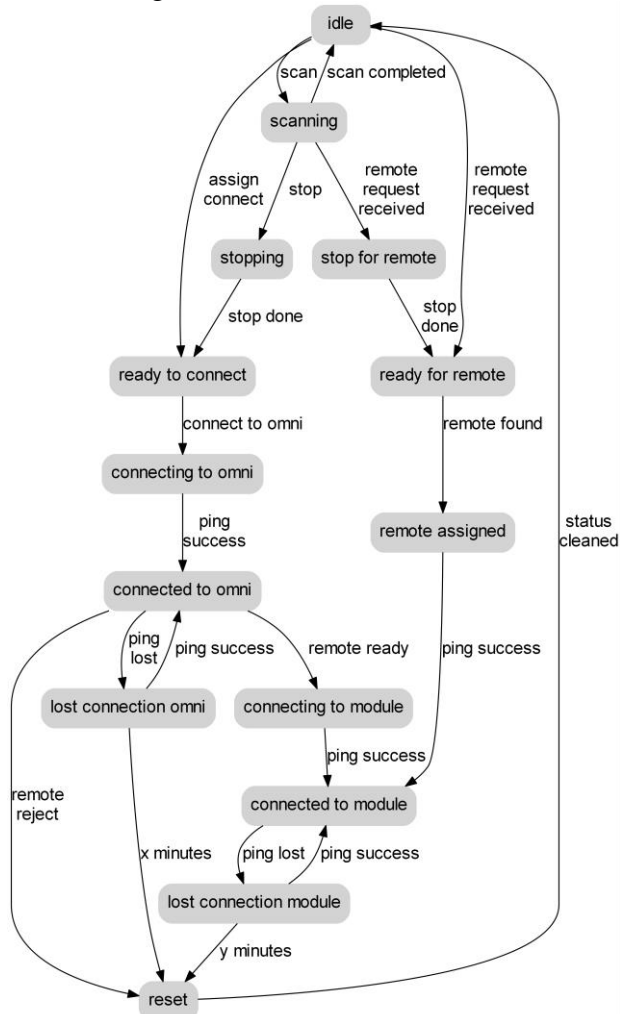 idle
scan
scan completed
scanning
assign
connect
stop
remote
request
received
remote
request
received
stopping
stop for remote
stop done
stop
done
ready to connect
ready for remote
connect to omni
remote found
connecting to omni
remote assigned
status
cleaned
ping
success
connected to omni
ping
lost
ping success
remote ready
ping success
lost connection omni
connecting to module
ping success
remote
reject
connected to module
x minutes
ping lost
ping success
lost connection module
y minutes
reset